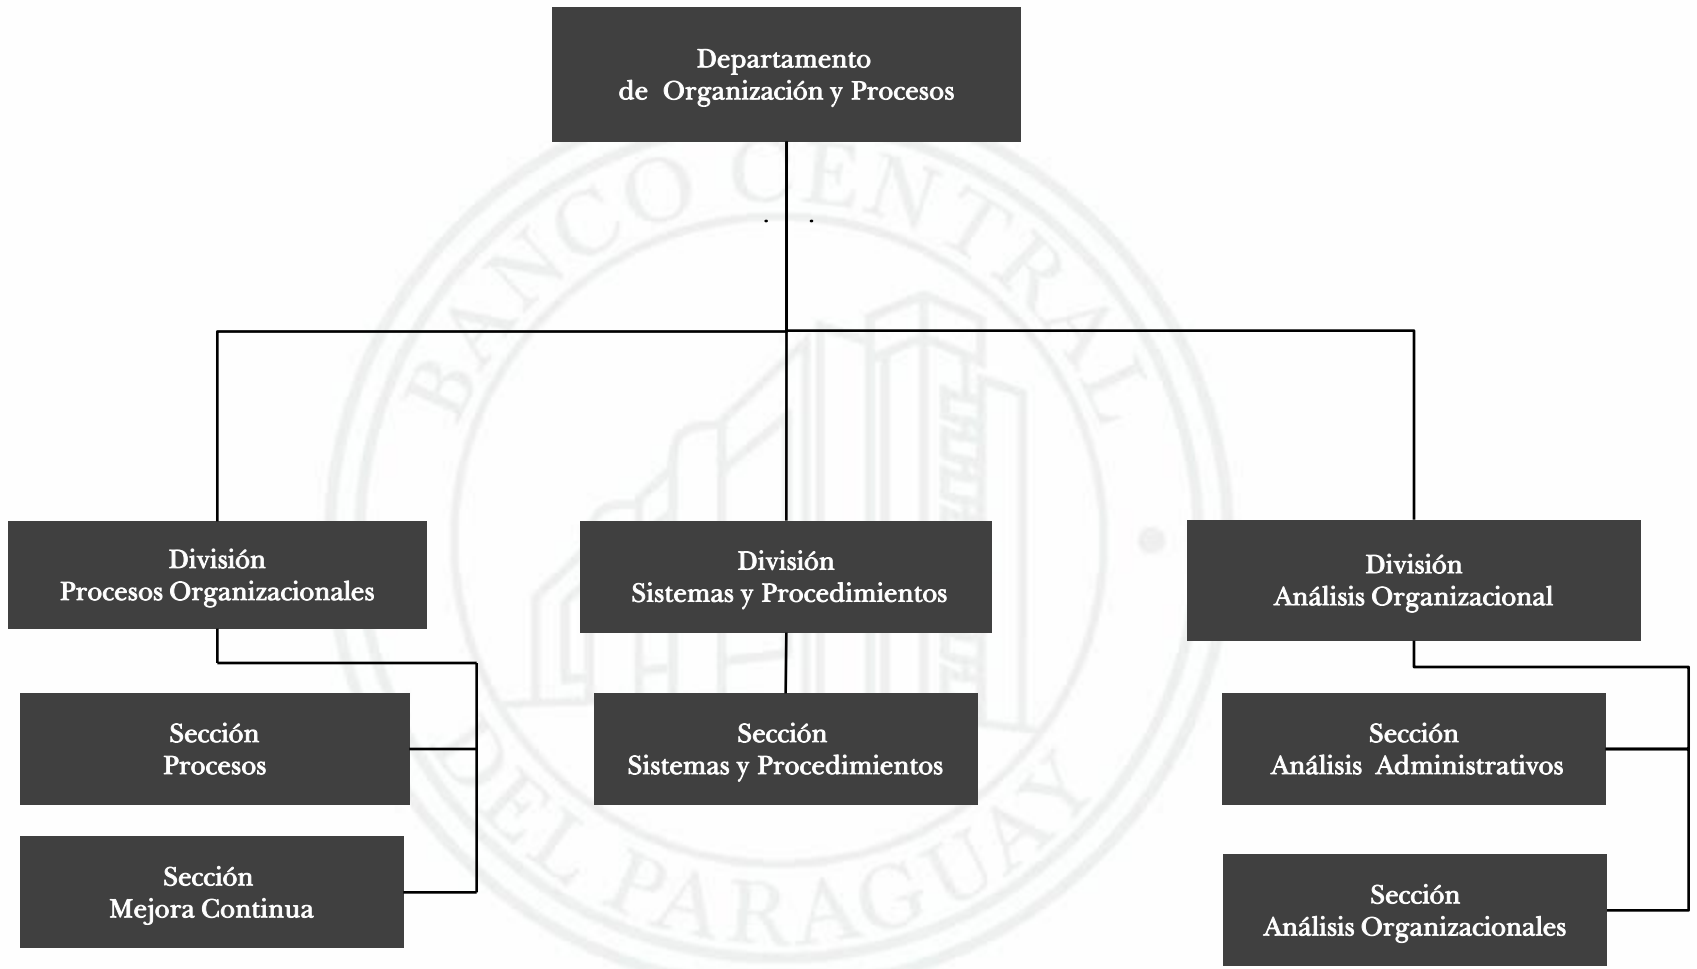 Departamento
de Organización y Procesos
BANCO CENTRAL
DEL PARAGUAY
División
Procesos Organizacionales
División
Sistemas y Procedimientos
División
Análisis Organizacional
Sección
Procesos
Sección
Sistemas y Procedimientos
Sección
Análisis Administrativos
Sección
Mejora Continua
Sección
Análisis Organizacionales